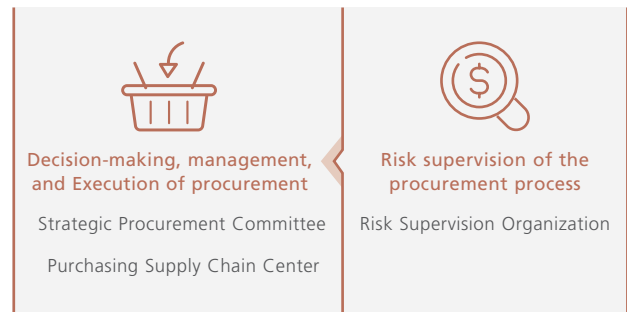 Decision-making, management,
and Execution of procurement
Strategic Procurement Committee
Purchasing Supply Chain Center
$
Risk supervision of the
procurement process
Risk Supervision Organization